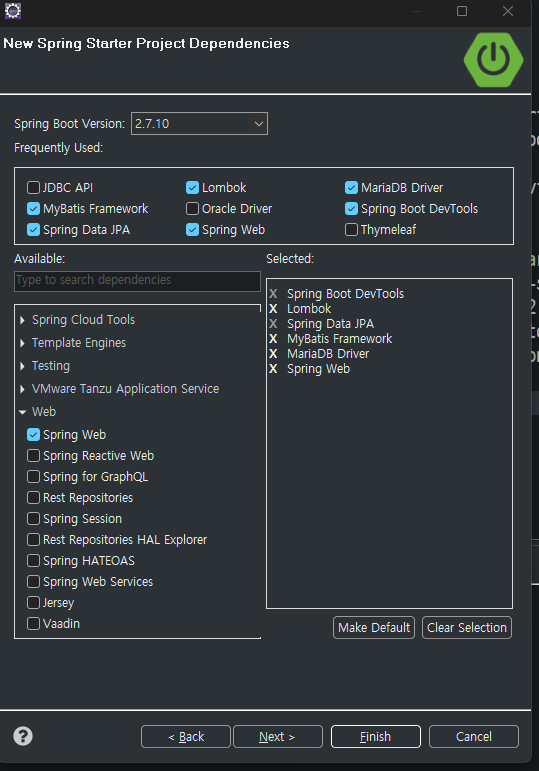 New Spring Starter Project Dependencies
Spring Boot Version: 2.7.10
Frequently Used:
JDBC API Lombok MariaDB Driver
MyBatis Framework Oracle Driver Spring Boot DevTools
Spring Data JPA Spring Web Thymeleaf
Available: Selected:
Type to search dependencies
X Spring Boot DevTools
X Lombok
X Spring Data JPA
X MyBatis Framework
X MariaDB Driver
X Spring Web
Spring Cloud Tools
Template Engines
Testing
VMware Tanzu Application Service
Web
Spring Web
Spring Reactive Web
Spring for GraphQL
Rest Repositories
Spring Session
Rest Repositories HAL Explorer
Spring HATEOAS
Spring Web Services
Jersey
Vaadin
Make Default Clear Selection
? < Back Next > Finish Cancel